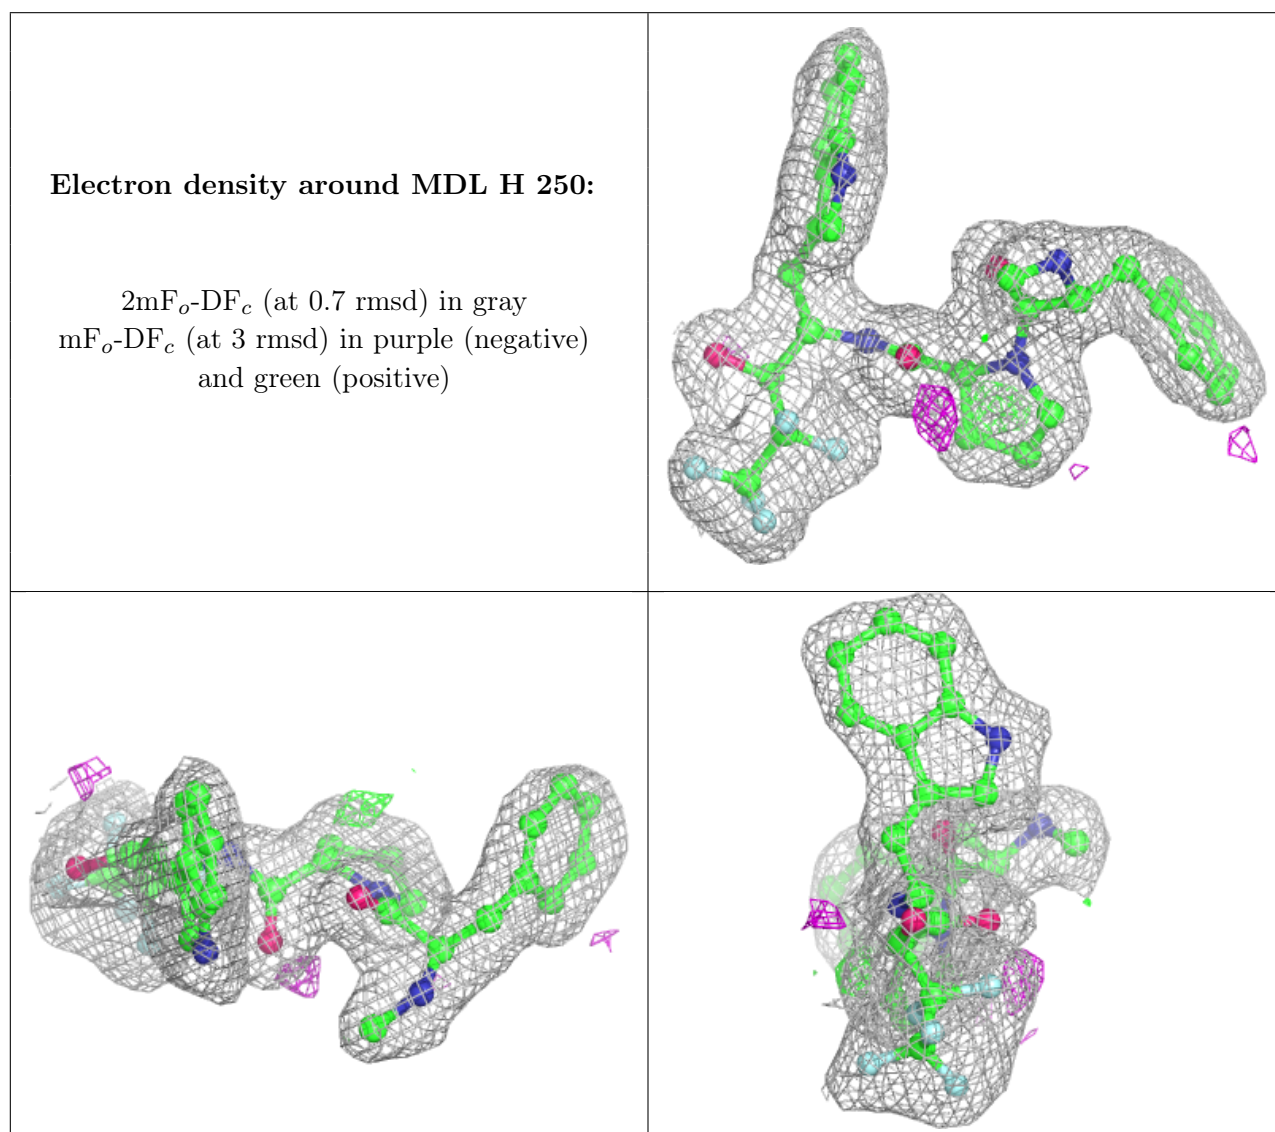 Electron density around MDL H 250:
2mFo-DFc (at 0.7 rmsd) in gray
mFo-DFc (at 3 rmsd) in purple (negative)
and green (positive)